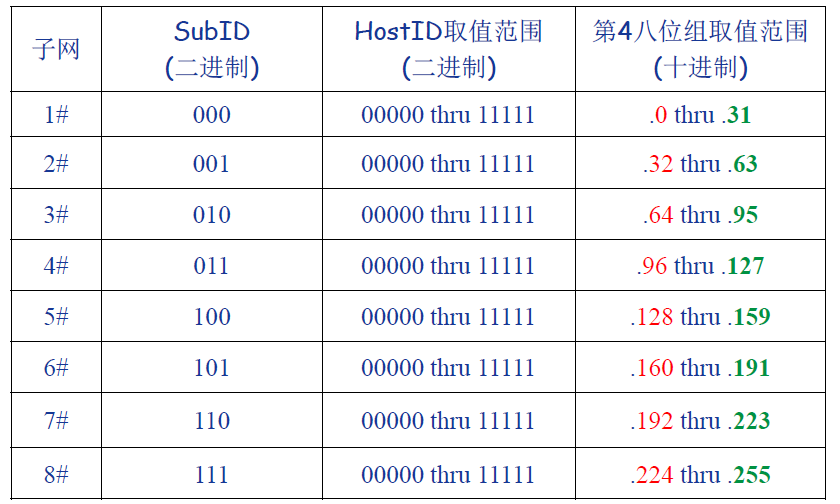 子网 SubID (二进制) HostID取值范围 (二进制) 第4八位组取值范围 (十进制)
1# 000 00000 thru 11111 .0 thru .31
2# 001 00000 thru 11111 .32 thru .63
3# 010 00000 thru 11111 .64 thru .95
4# 011 00000 thru 11111 .96 thru .127
5# 100 00000 thru 11111 .128 thru .159
6# 101 00000 thru 11111 .160 thru .191
7# 110 00000 thru 11111 .192 thru .223
8# 111 00000 thru 11111 .224 thru .255